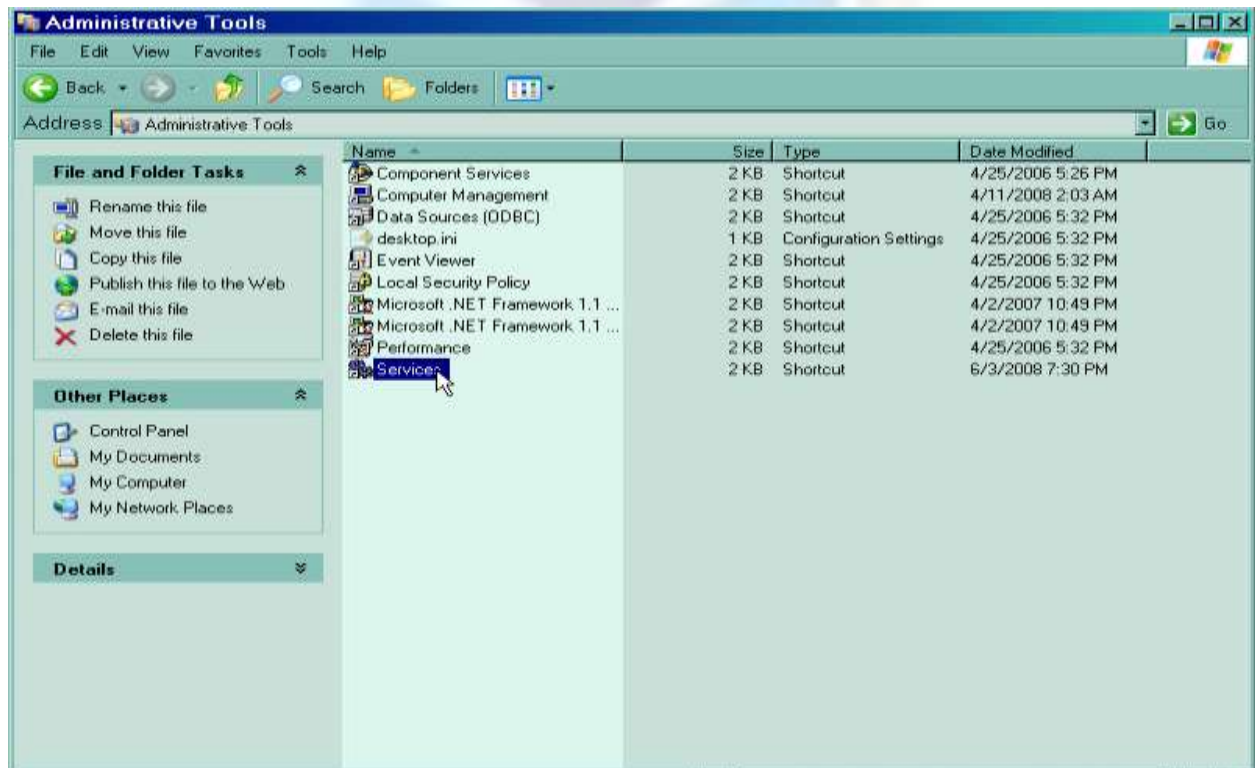 Administrative Tools
File Edit View Favorites Tools Help
Back Search Folders
Address Administrative Tools Go
File and Folder Tasks
Rename this file
Move this file
Copy this file
Publish this file to the Web
E-mail this file
Delete this file
Other Places
Control Panel
My Documents
My Computer
My Network Places
Details
Name Size Type Date Modified
Component Services 2 KB Shortcut 4/25/2006 5:26 PM
Computer Management 2 KB Shortcut 4/11/2008 2:03 AM
Data Sources (ODBC) 2 KB Shortcut 4/25/2006 5:32 PM
desktop.ini 1 KB Configuration Settings 4/25/2006 5:32 PM
Event Viewer 2 KB Shortcut 4/25/2006 5:32 PM
Local Security Policy 2 KB Shortcut 4/25/2006 5:32 PM
Microsoft .NET Framework 1.1 ... 2 KB Shortcut 4/2/2007 10:49 PM
Microsoft .NET Framework 1.1 ... 2 KB Shortcut 4/2/2007 10:49 PM
Performance 2 KB Shortcut 4/25/2006 5:32 PM
Services 2 KB Shortcut 6/3/2008 7:30 PM